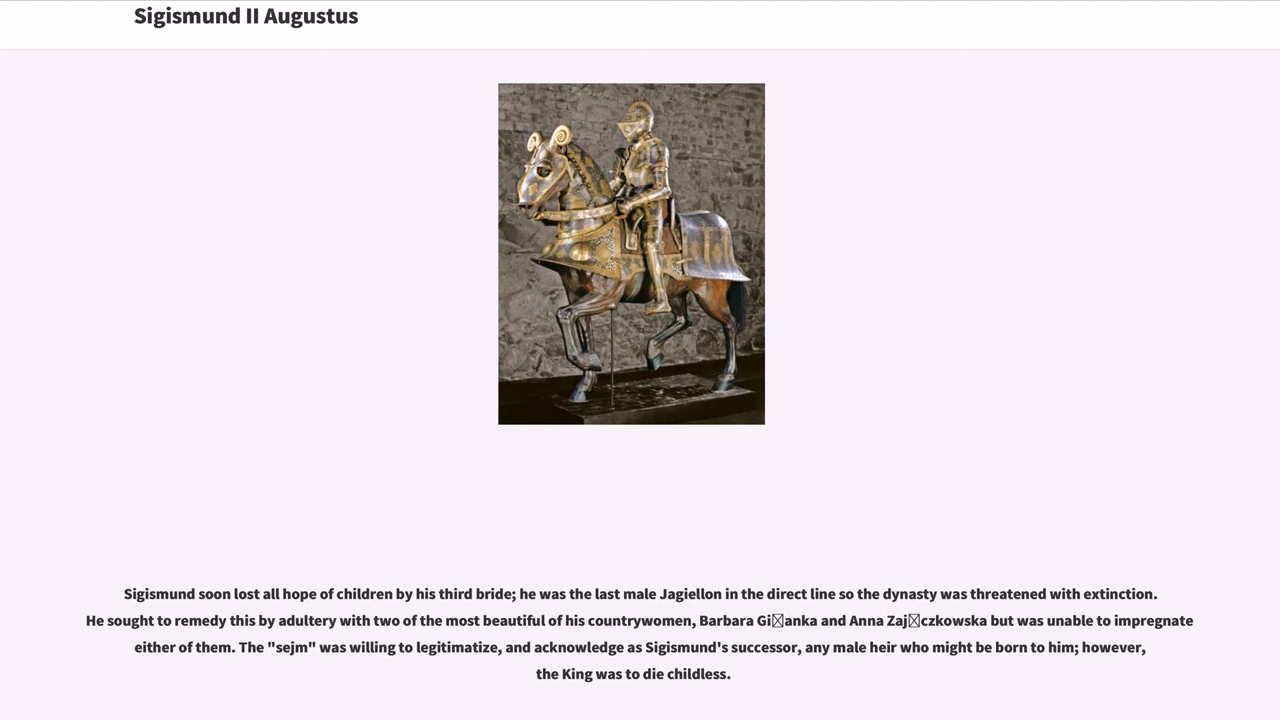 Sigismund II Augustus
Sigismund soon lost all hope of children by his third bride; he was the last male Jagiellon in the direct line so the dynasty was threatened with extinction.
He sought to remedy this by adultery with two of the most beautiful of his countrywomen, Barbara Gi□anka and Anna Zaj□czkowska but was unable to impregnate
either of them. The "sejm" was willing to legitimatize, and acknowledge as Sigismund's successor, any male heir who might be born to him; however,
the King was to die childless.